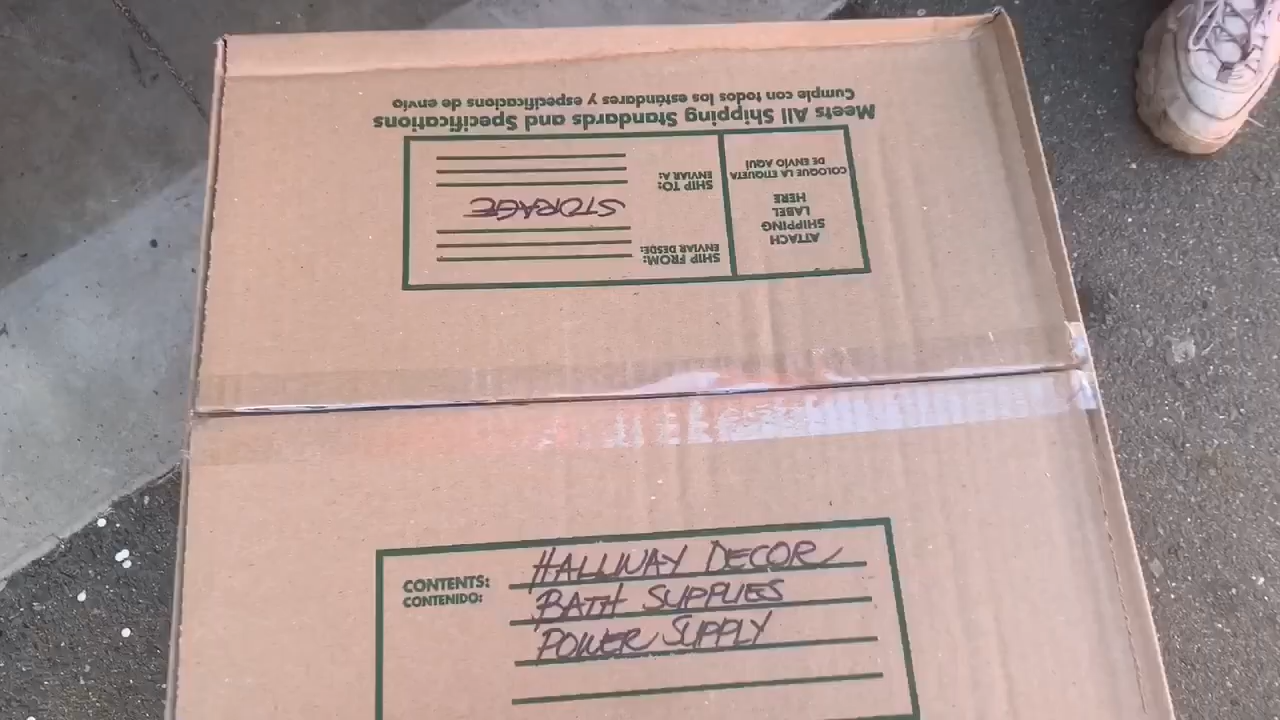 Meets All Shipping Standards and Specifications
Cumple con todos los estándares y especificacions de envío
ATTACH
SHIPPING
LABEL
HERE
COLOQUE LA ETIQUETA
DE ENVÍO AQUÍ
SHIP FROM:
ENVIAR DESDE:
STORAGE
SHIP TO:
ENVIAR A:
CONTENTS:
CONTENIDO:
HALLWAY DECOR
BATH SUPPLIES
POWER SUPPLY